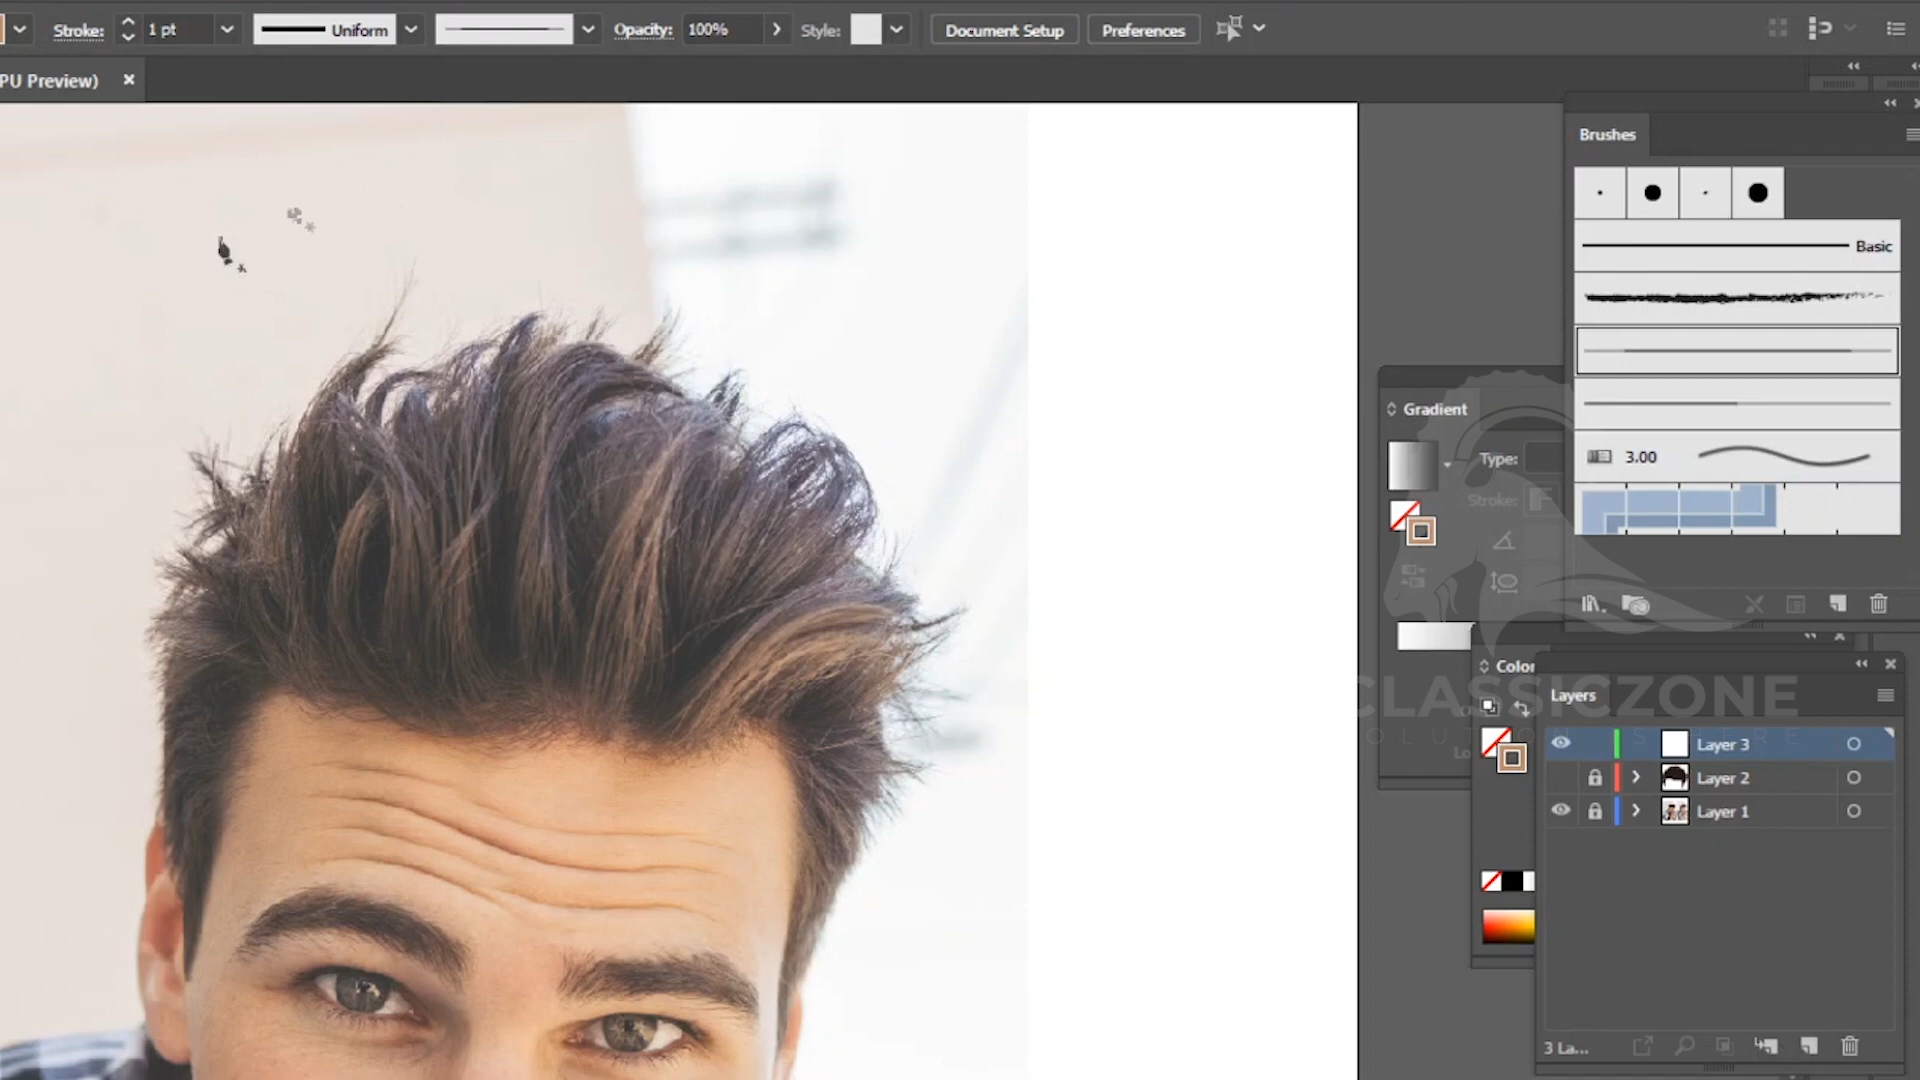 Stroke: 1 pt Uniform Opacity: 100% Style: Document Setup Preferences
PU Preview)
Brushes
Basic
Gradient
Type:
3.00
Stroke:
Color
Layers
CLASSICZONE
Layer 3
Layer 2
Layer 1
3 La...